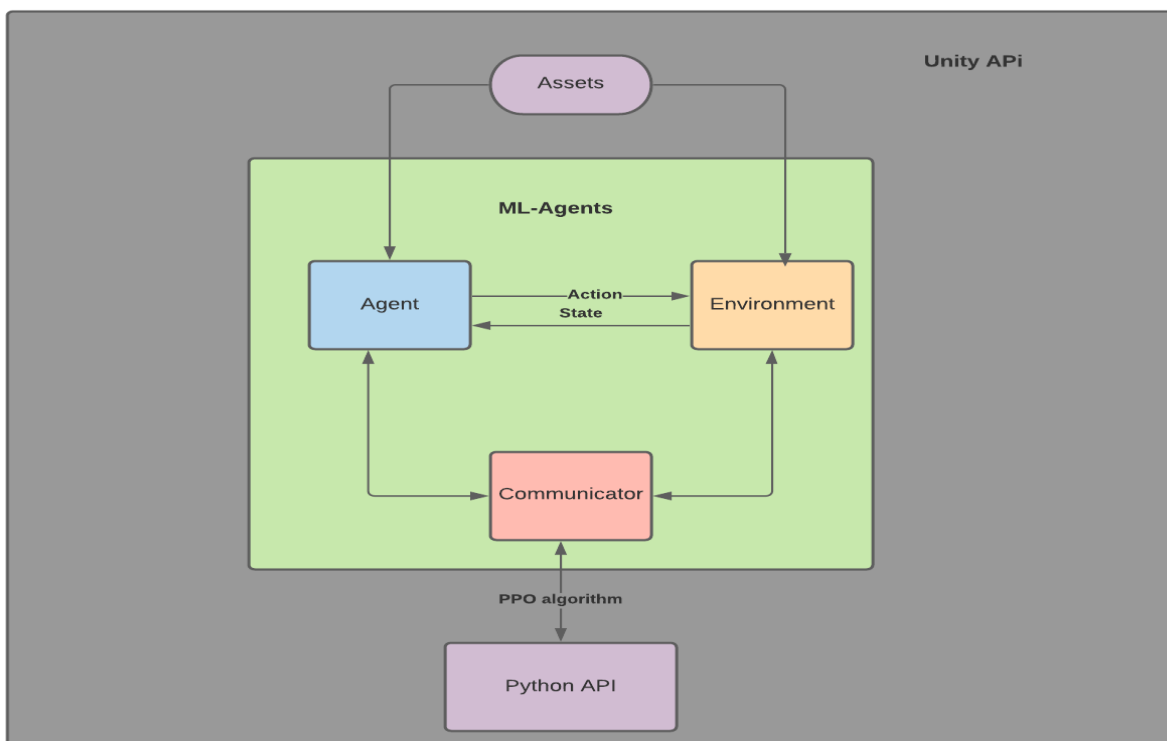 Unity APi
Assets
ML-Agents
Agent
Action
State
Environment
Communicator
PPO algorithm
Python API